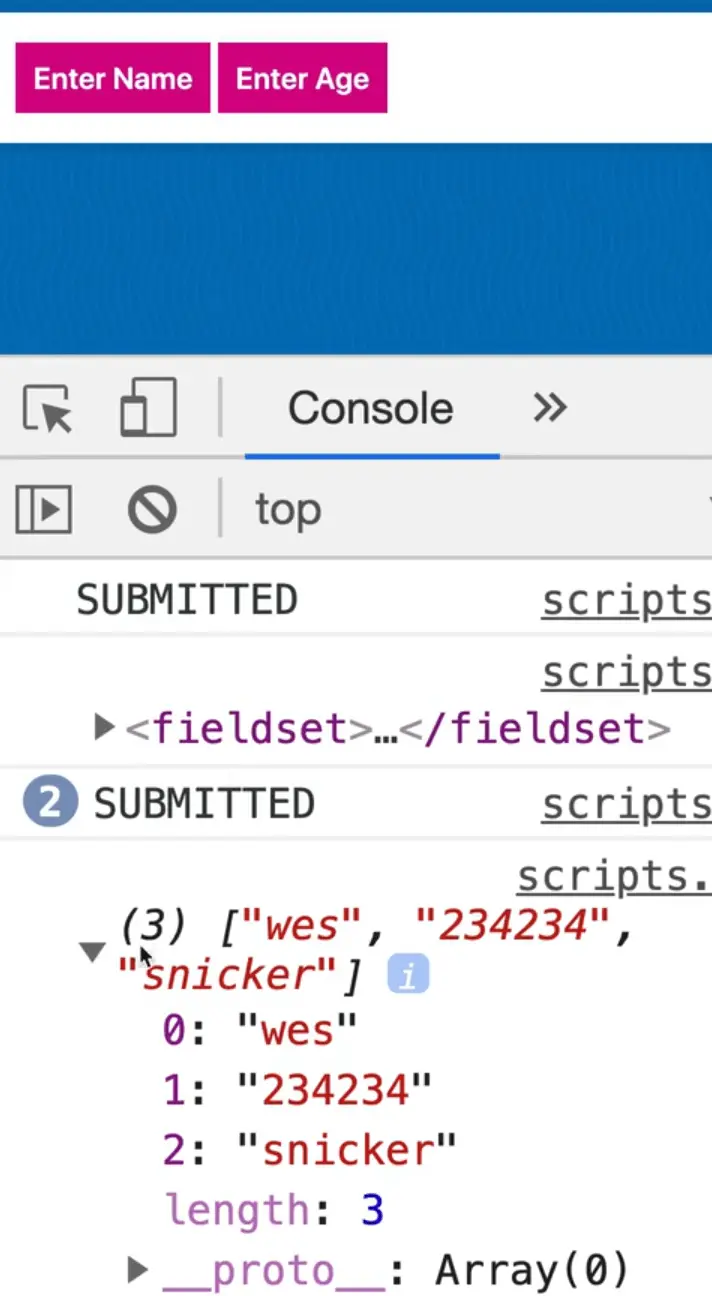 Enter Name Enter Age
Console
top
SUBMITTED scripts
scripts
<fieldset>…</fieldset>
2 SUBMITTED scripts
scripts.
(3) ["wes", "234234",
"snicker"] i
0: "wes"
1: "234234"
2: "snicker"
length: 3
__proto__: Array(0)